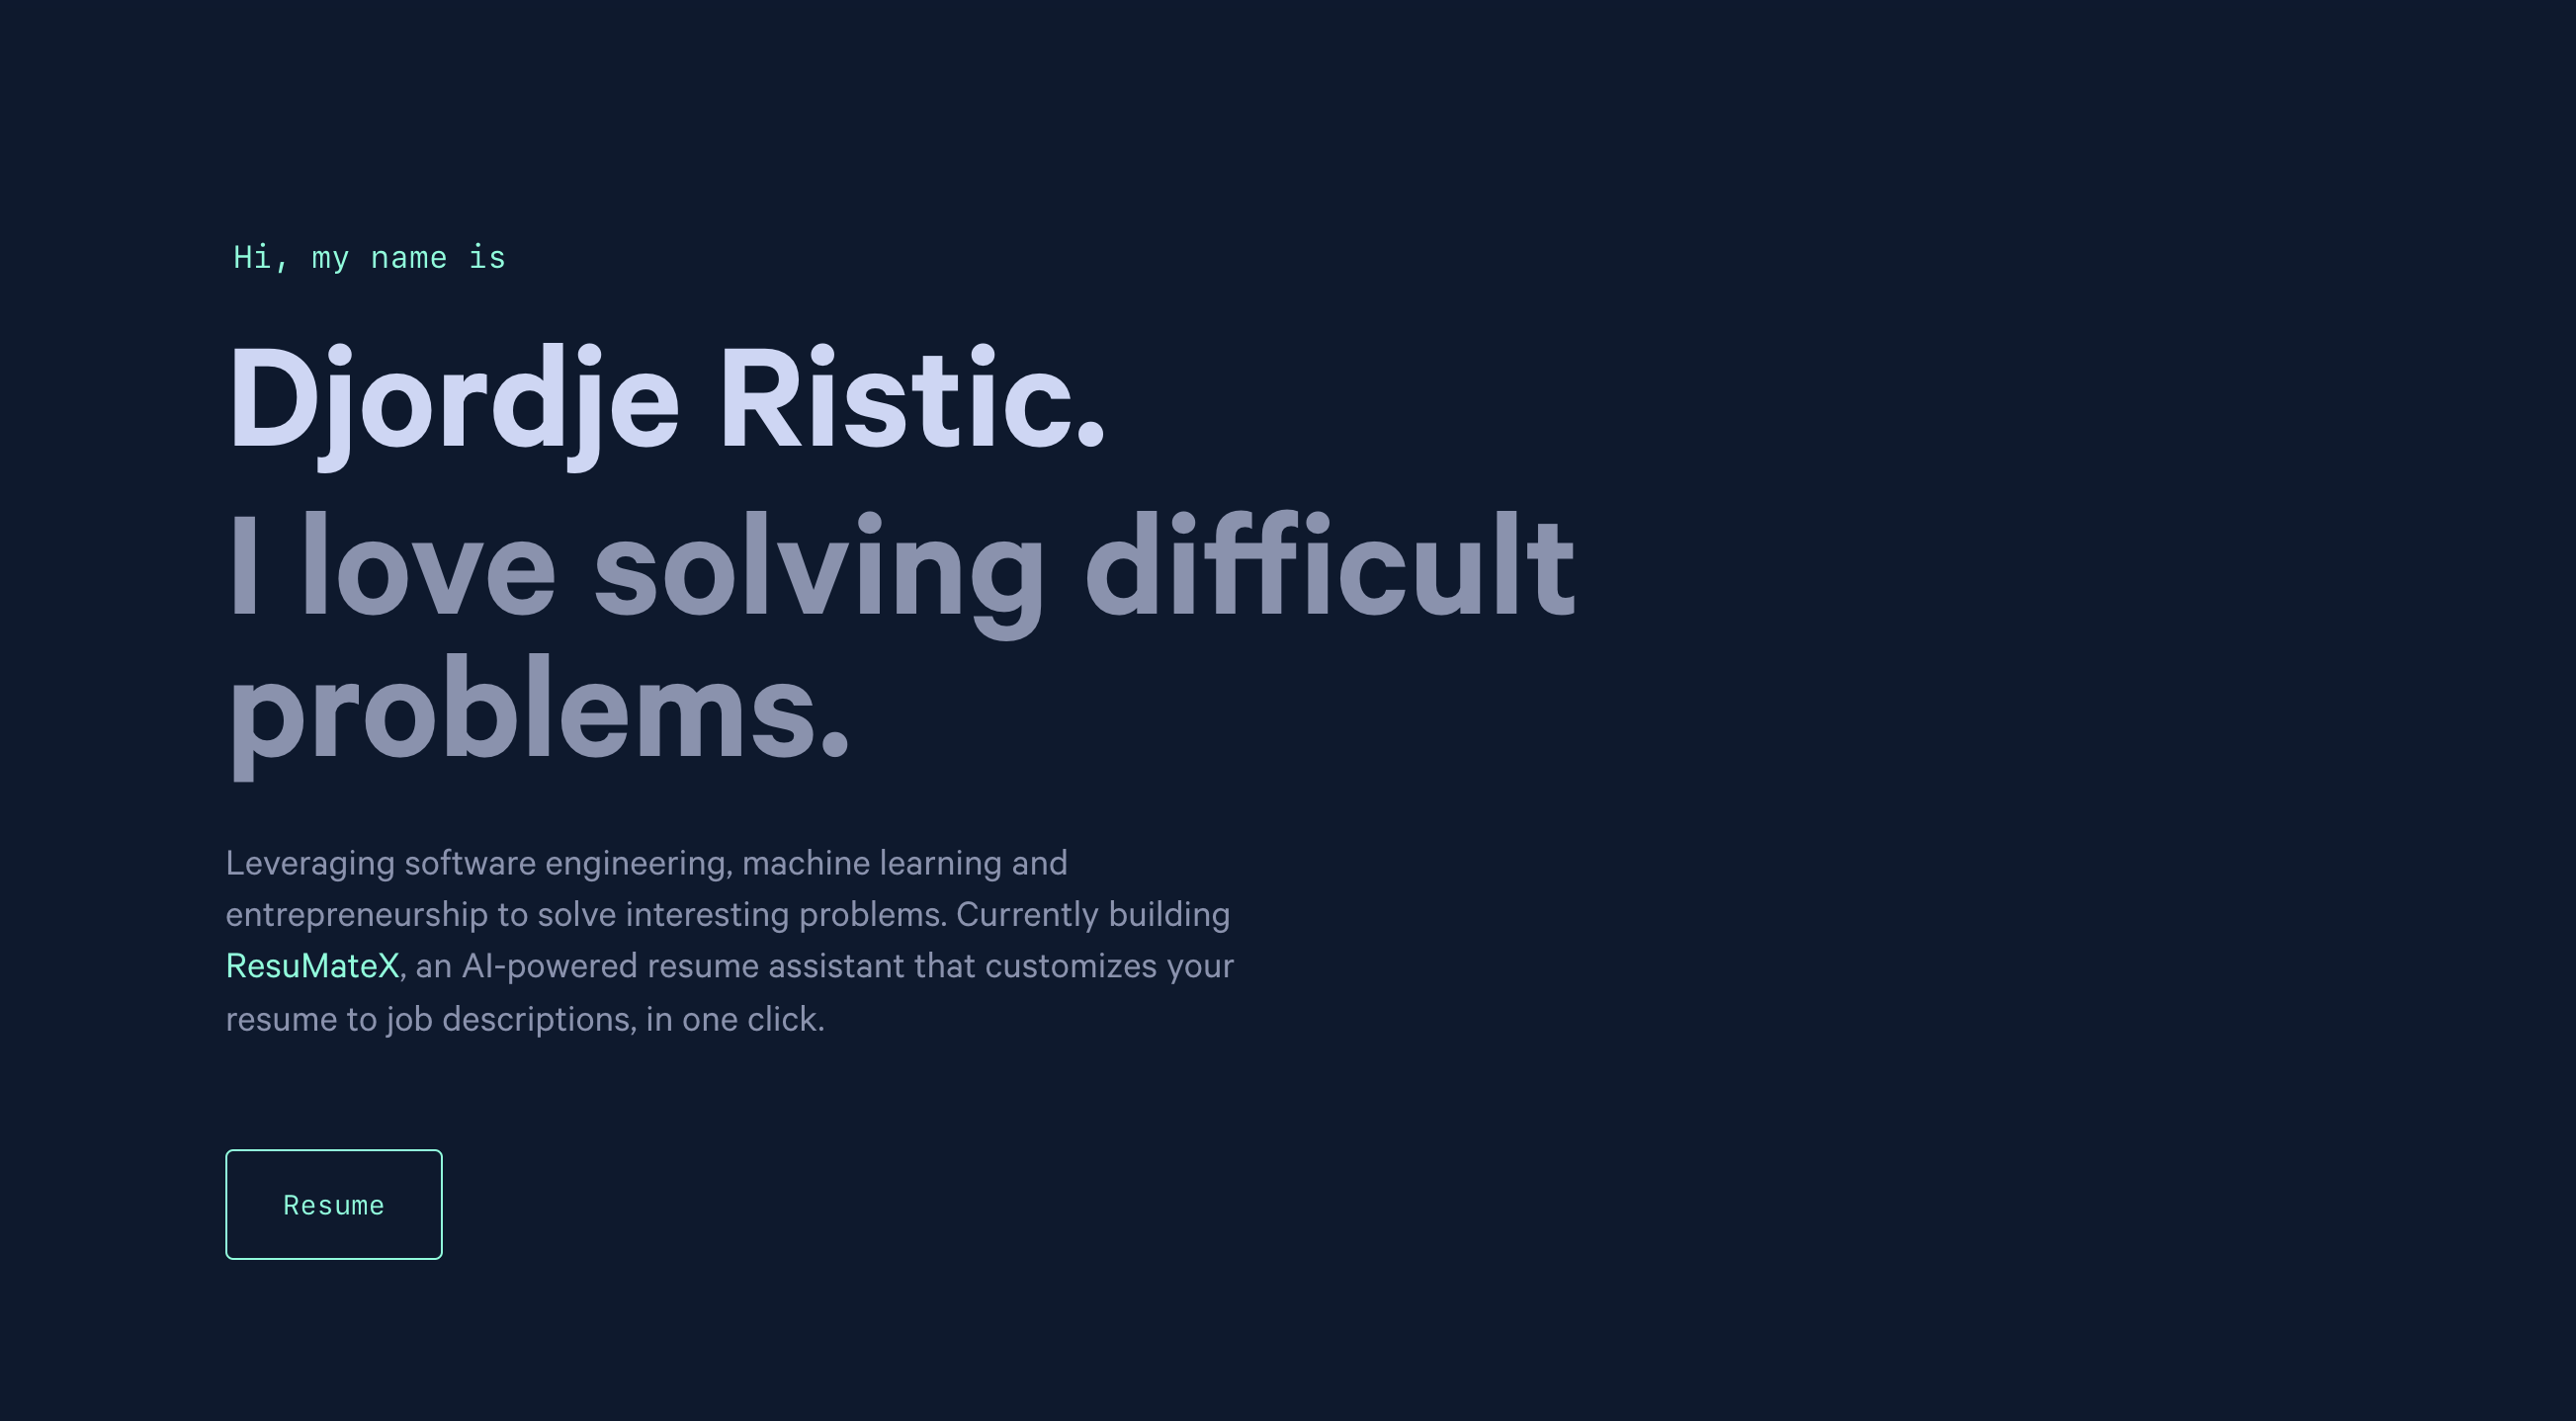 Hi, my name is
Djordje Ristic.
I love solving difficult
problems.
Leveraging software engineering, machine learning and
entrepreneurship to solve interesting problems. Currently building
ResuMateX, an AI-powered resume assistant that customizes your
resume to job descriptions, in one click.
Resume